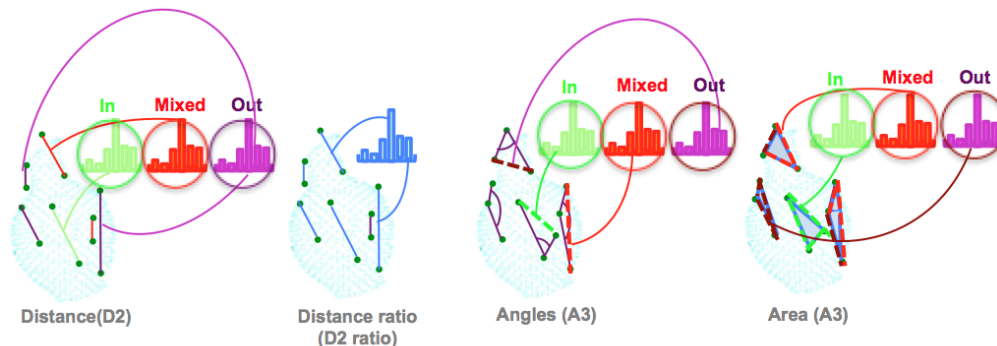 In Mixed Out
In Mixed Out
In Mixed Out
Distance(D2)
Distance ratio
(D2 ratio)
Angles (A3)
Area (A3)